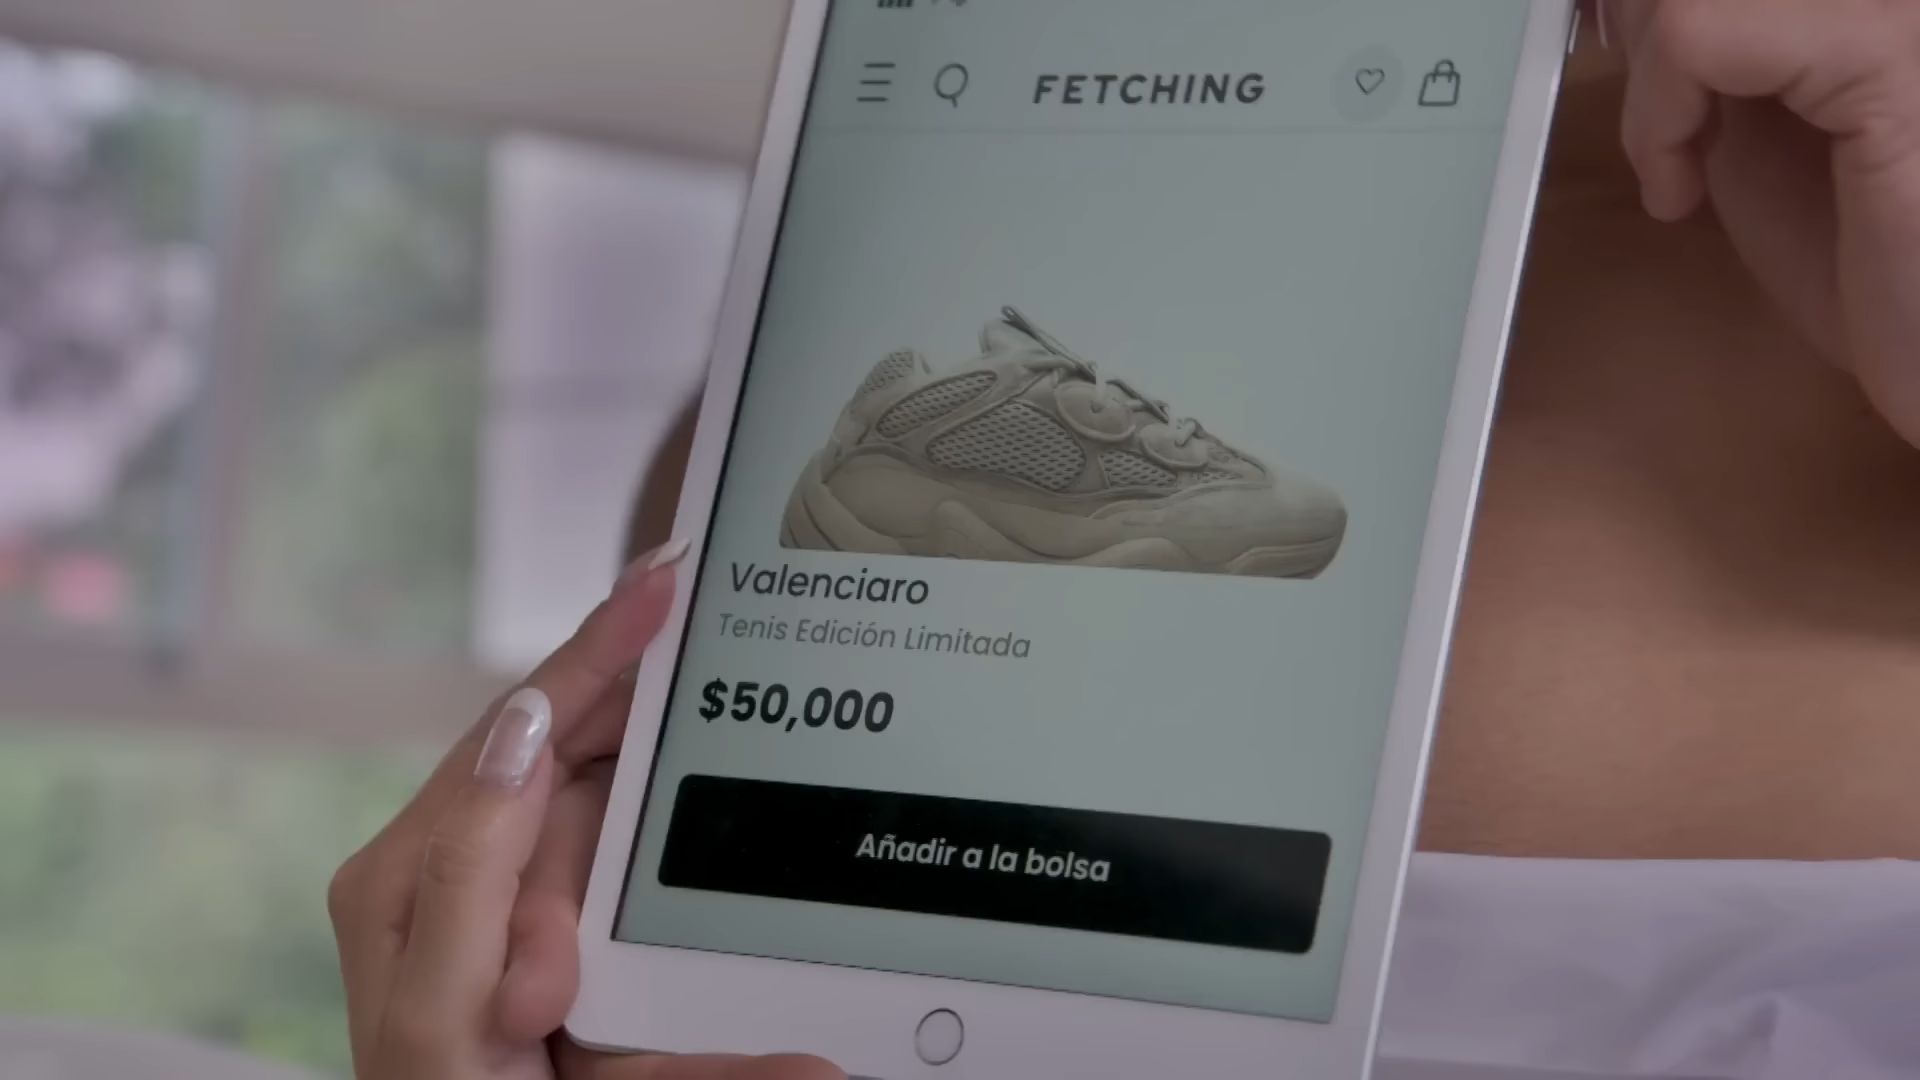 FETCHING
Valenciaro
Tenis Edición Limitada
$50,000
Añadir a la bolsa